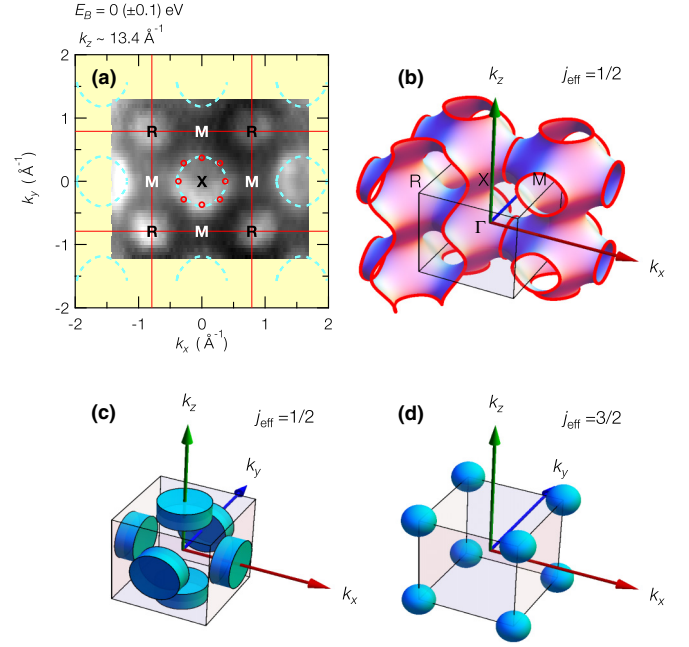 E_B = 0 (±0.1) eV
k_z ~ 13.4 Å⁻¹
(a)
2
1
0
-1
-2
k_y (Å⁻¹)
R M R
M X M
R M R
-2 -1 0 1 2
k_x (Å⁻¹)
(b)
k_z
j_eff =1/2
R X M
Γ
k_x
(c)
k_z
j_eff =1/2
k_y
k_x
(d)
k_z
j_eff =3/2
k_y
k_x